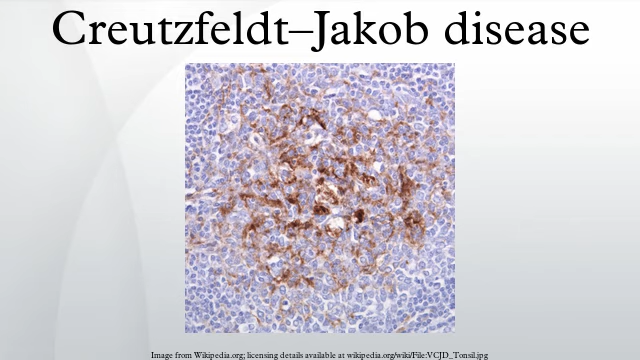 Creutzfeldt–Jakob disease
Image from Wikipedia.org; licensing details available at wikipedia.org/wiki/File:VCJD_Tonsil.jpg